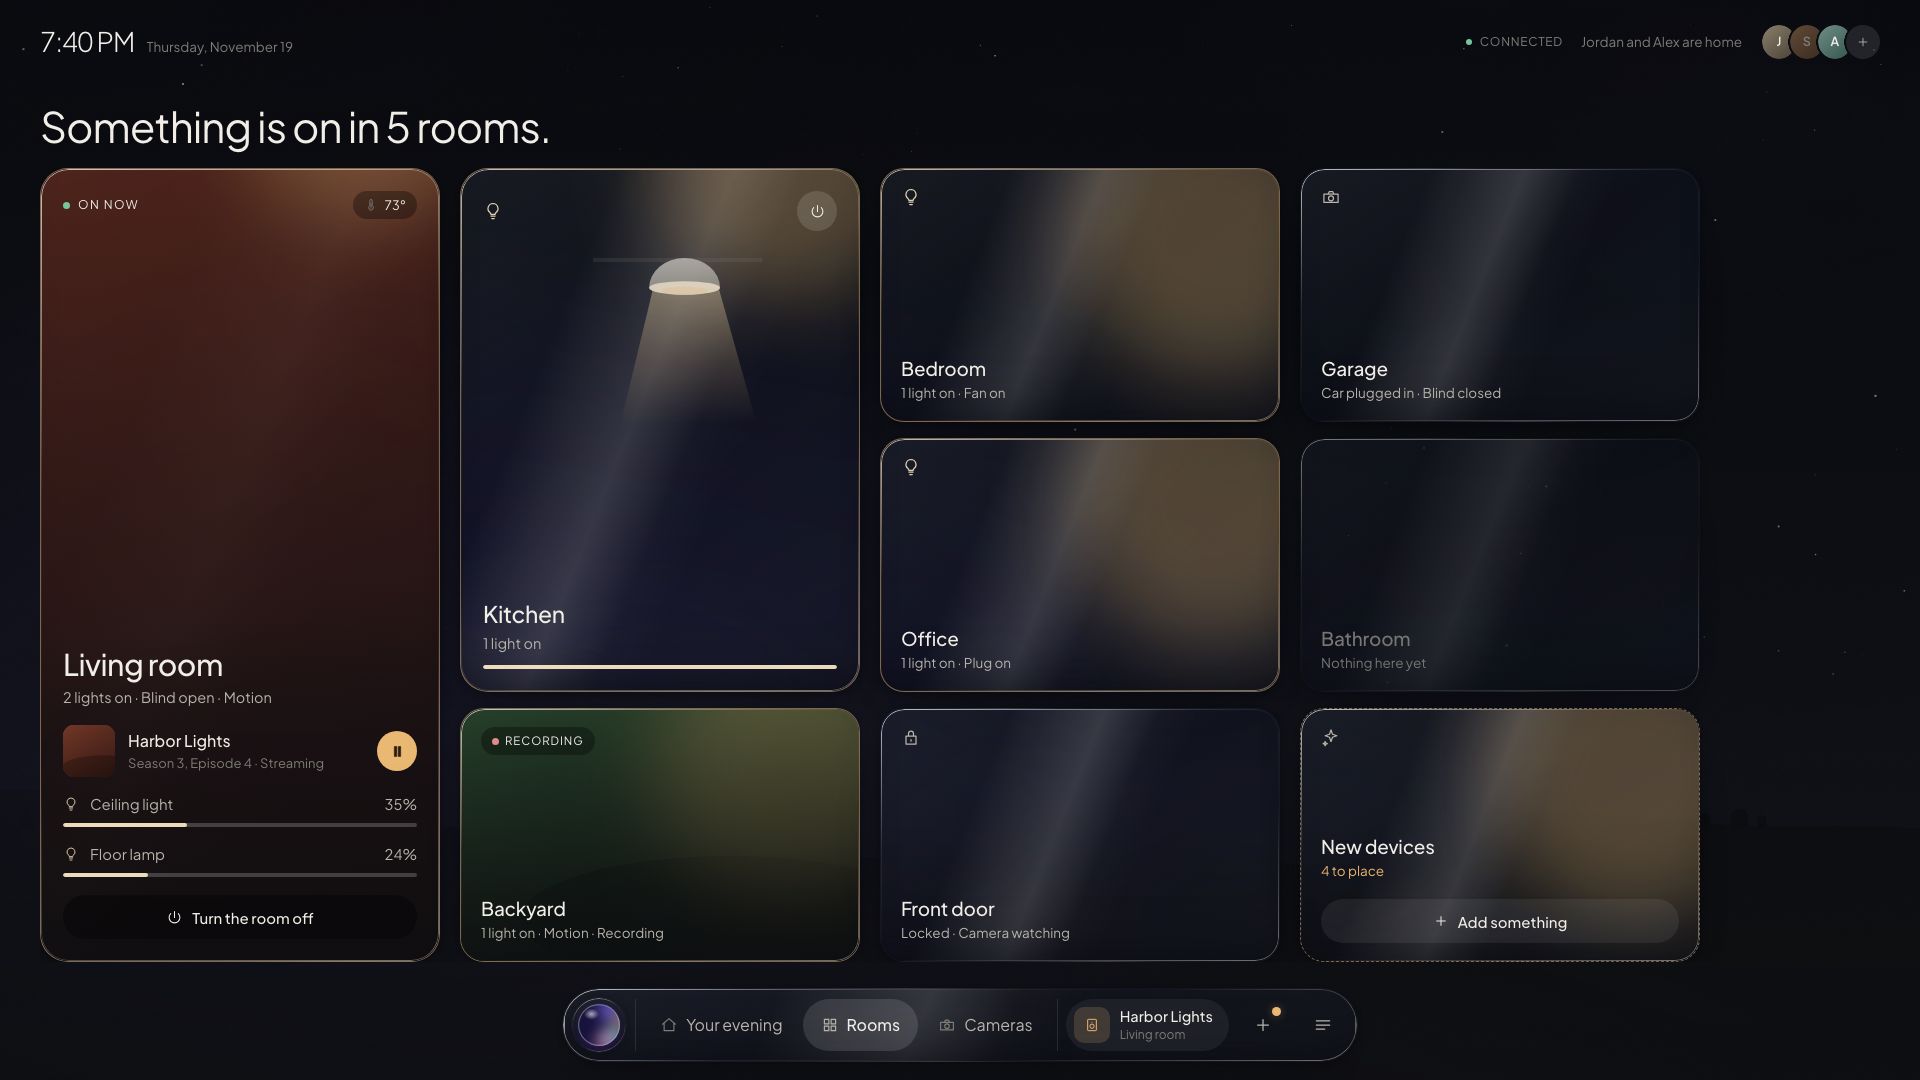 7:40 PM
Thursday, November 19
CONNECTED
Jordan and Alex are home
J
S
A
Something is on in 5 rooms.
ON NOW
73°
Living room
2 lights on · Blind open · Motion
Harbor Lights
Season 3, Episode 4 · Streaming
Ceiling light
35%
Floor lamp
24%
Turn the room off
Kitchen
1 light on
Bedroom
1 light on · Fan on
Garage
Car plugged in · Blind closed
Office
1 light on · Plug on
Bathroom
Nothing here yet
RECORDING
Backyard
1 light on · Motion · Recording
Front door
Locked · Camera watching
New devices
4 to place
Add something
Your evening
Rooms
Cameras
Harbor Lights
Living room